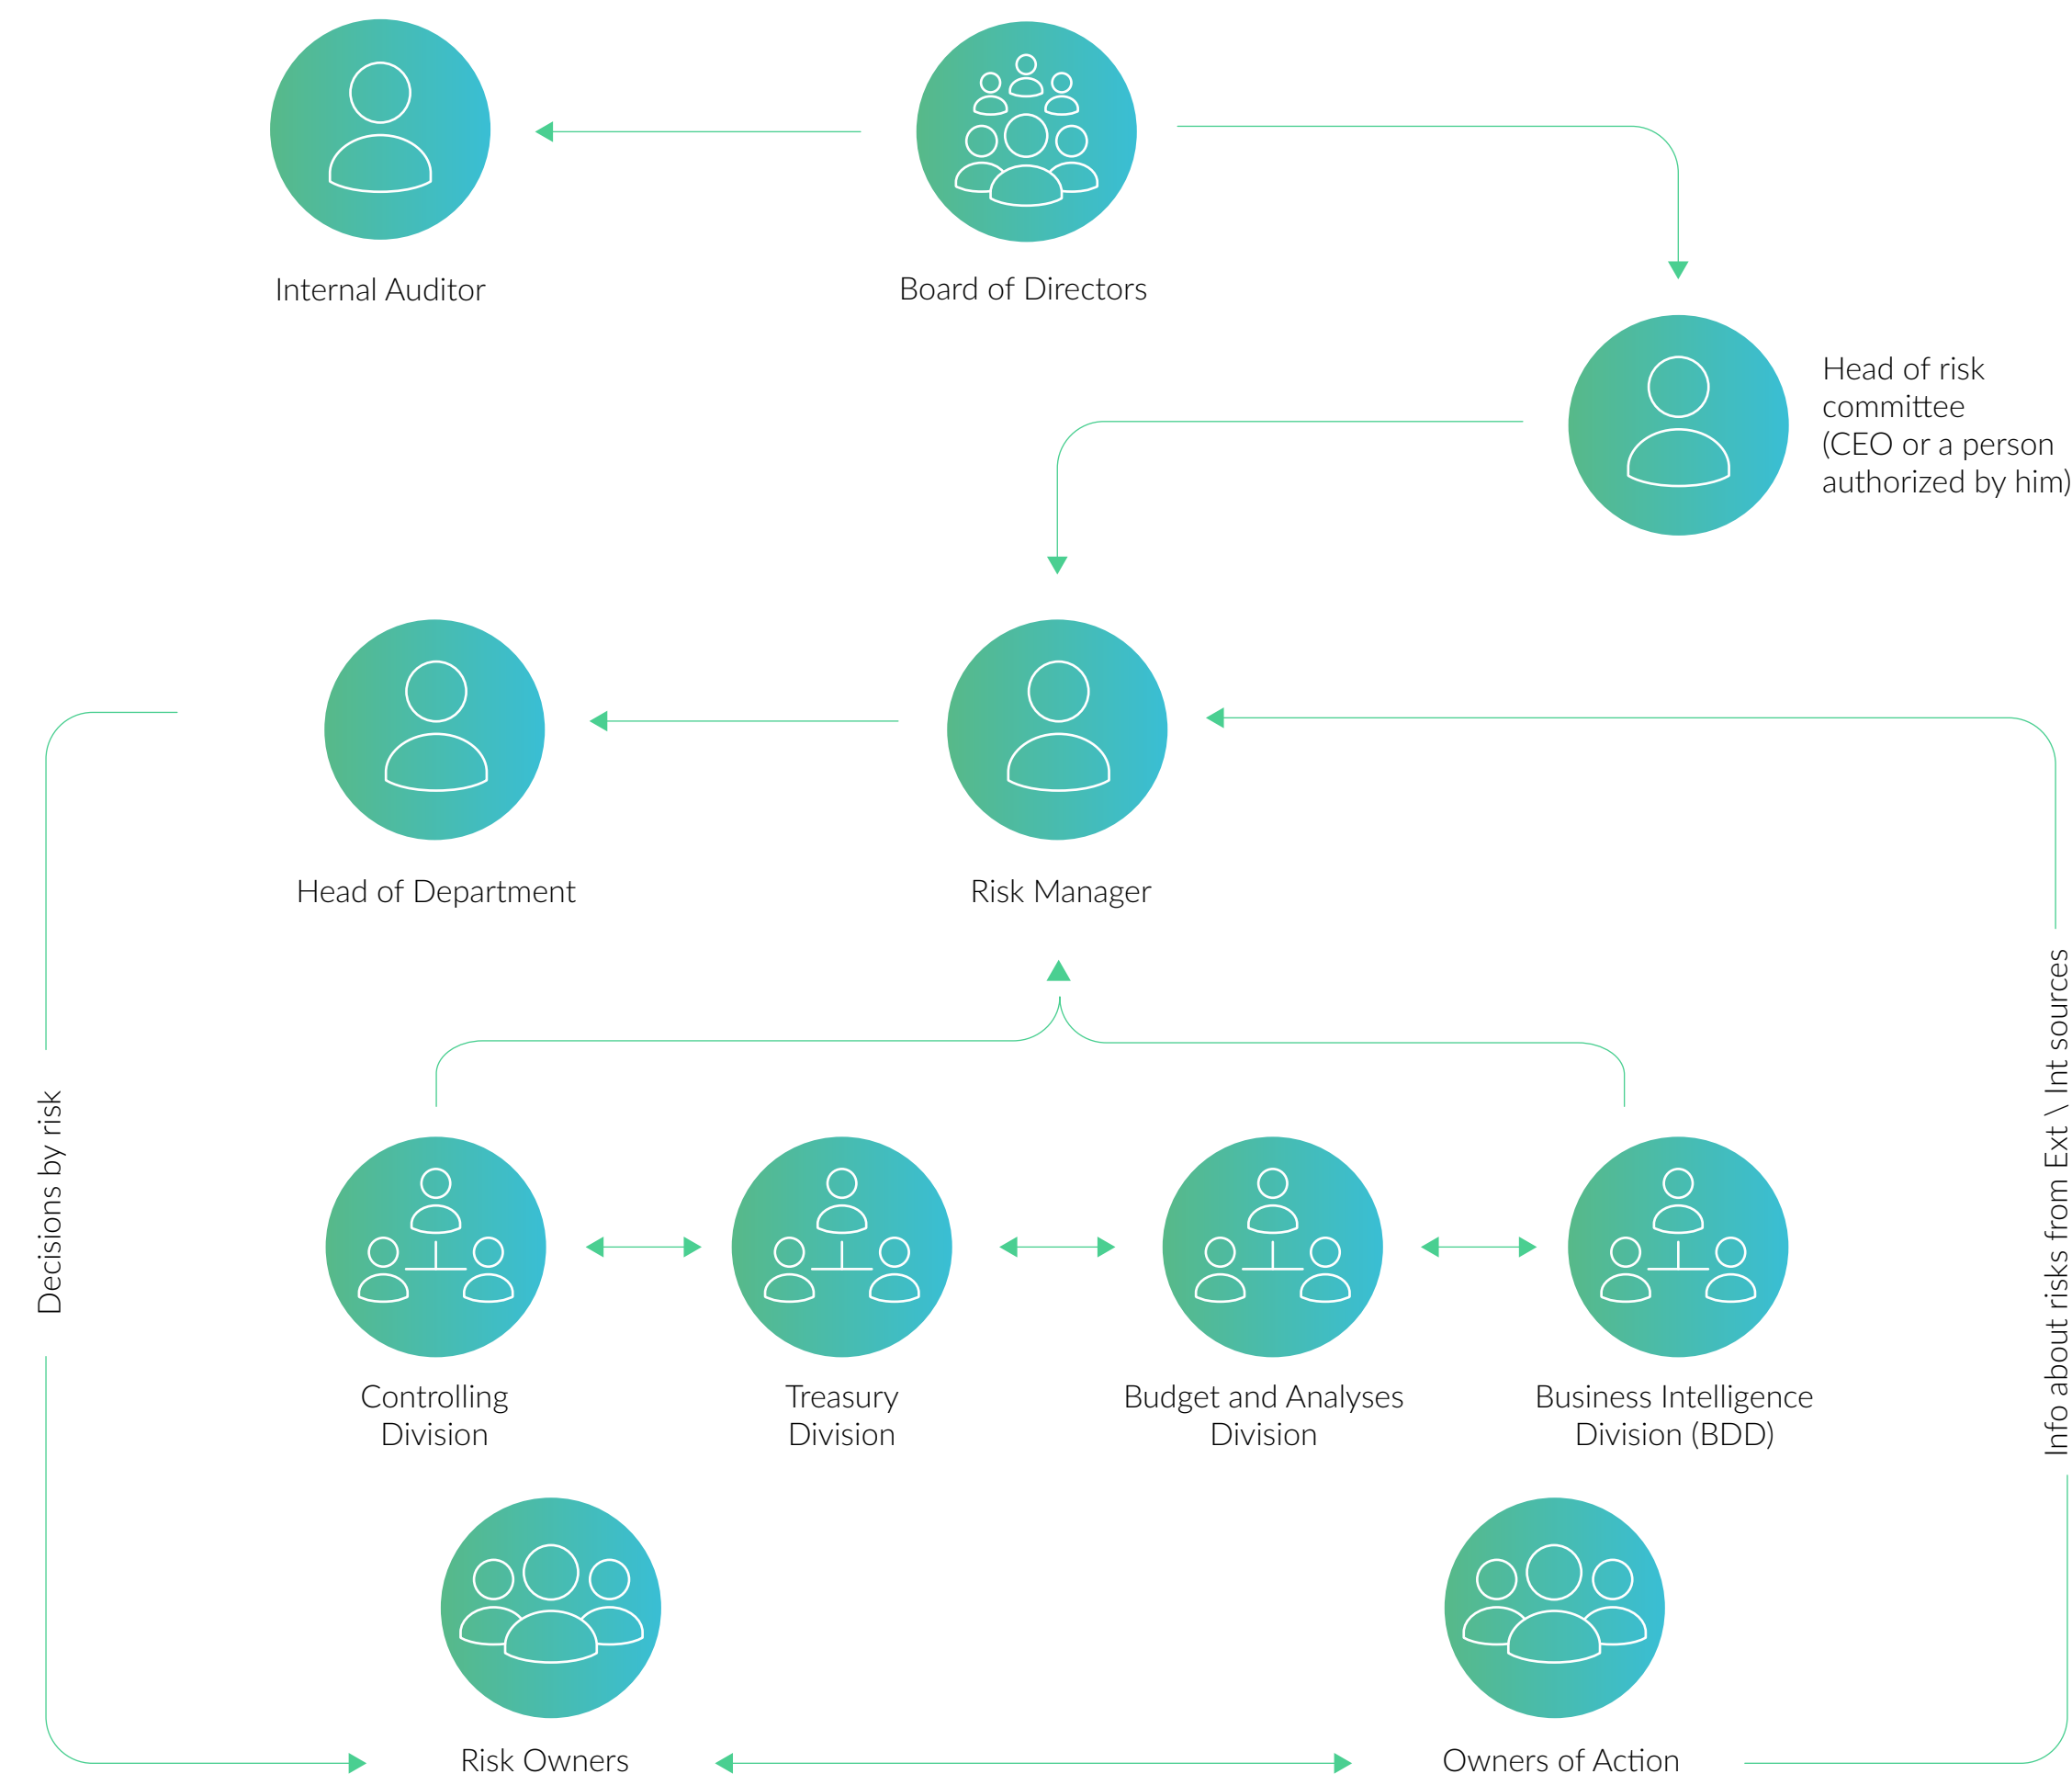 Internal Auditor
Board of Directors
Head of risk
committee
(CEO or a person
authorized by him)
Head of Department
Risk Manager
Decisions by risk
Info about risks from Ext \ Int sources
Controlling
Division
Treasury
Division
Budget and Analyses
Division
Business Intelligence
Division (BDD)
Risk Owners
Owners of Action